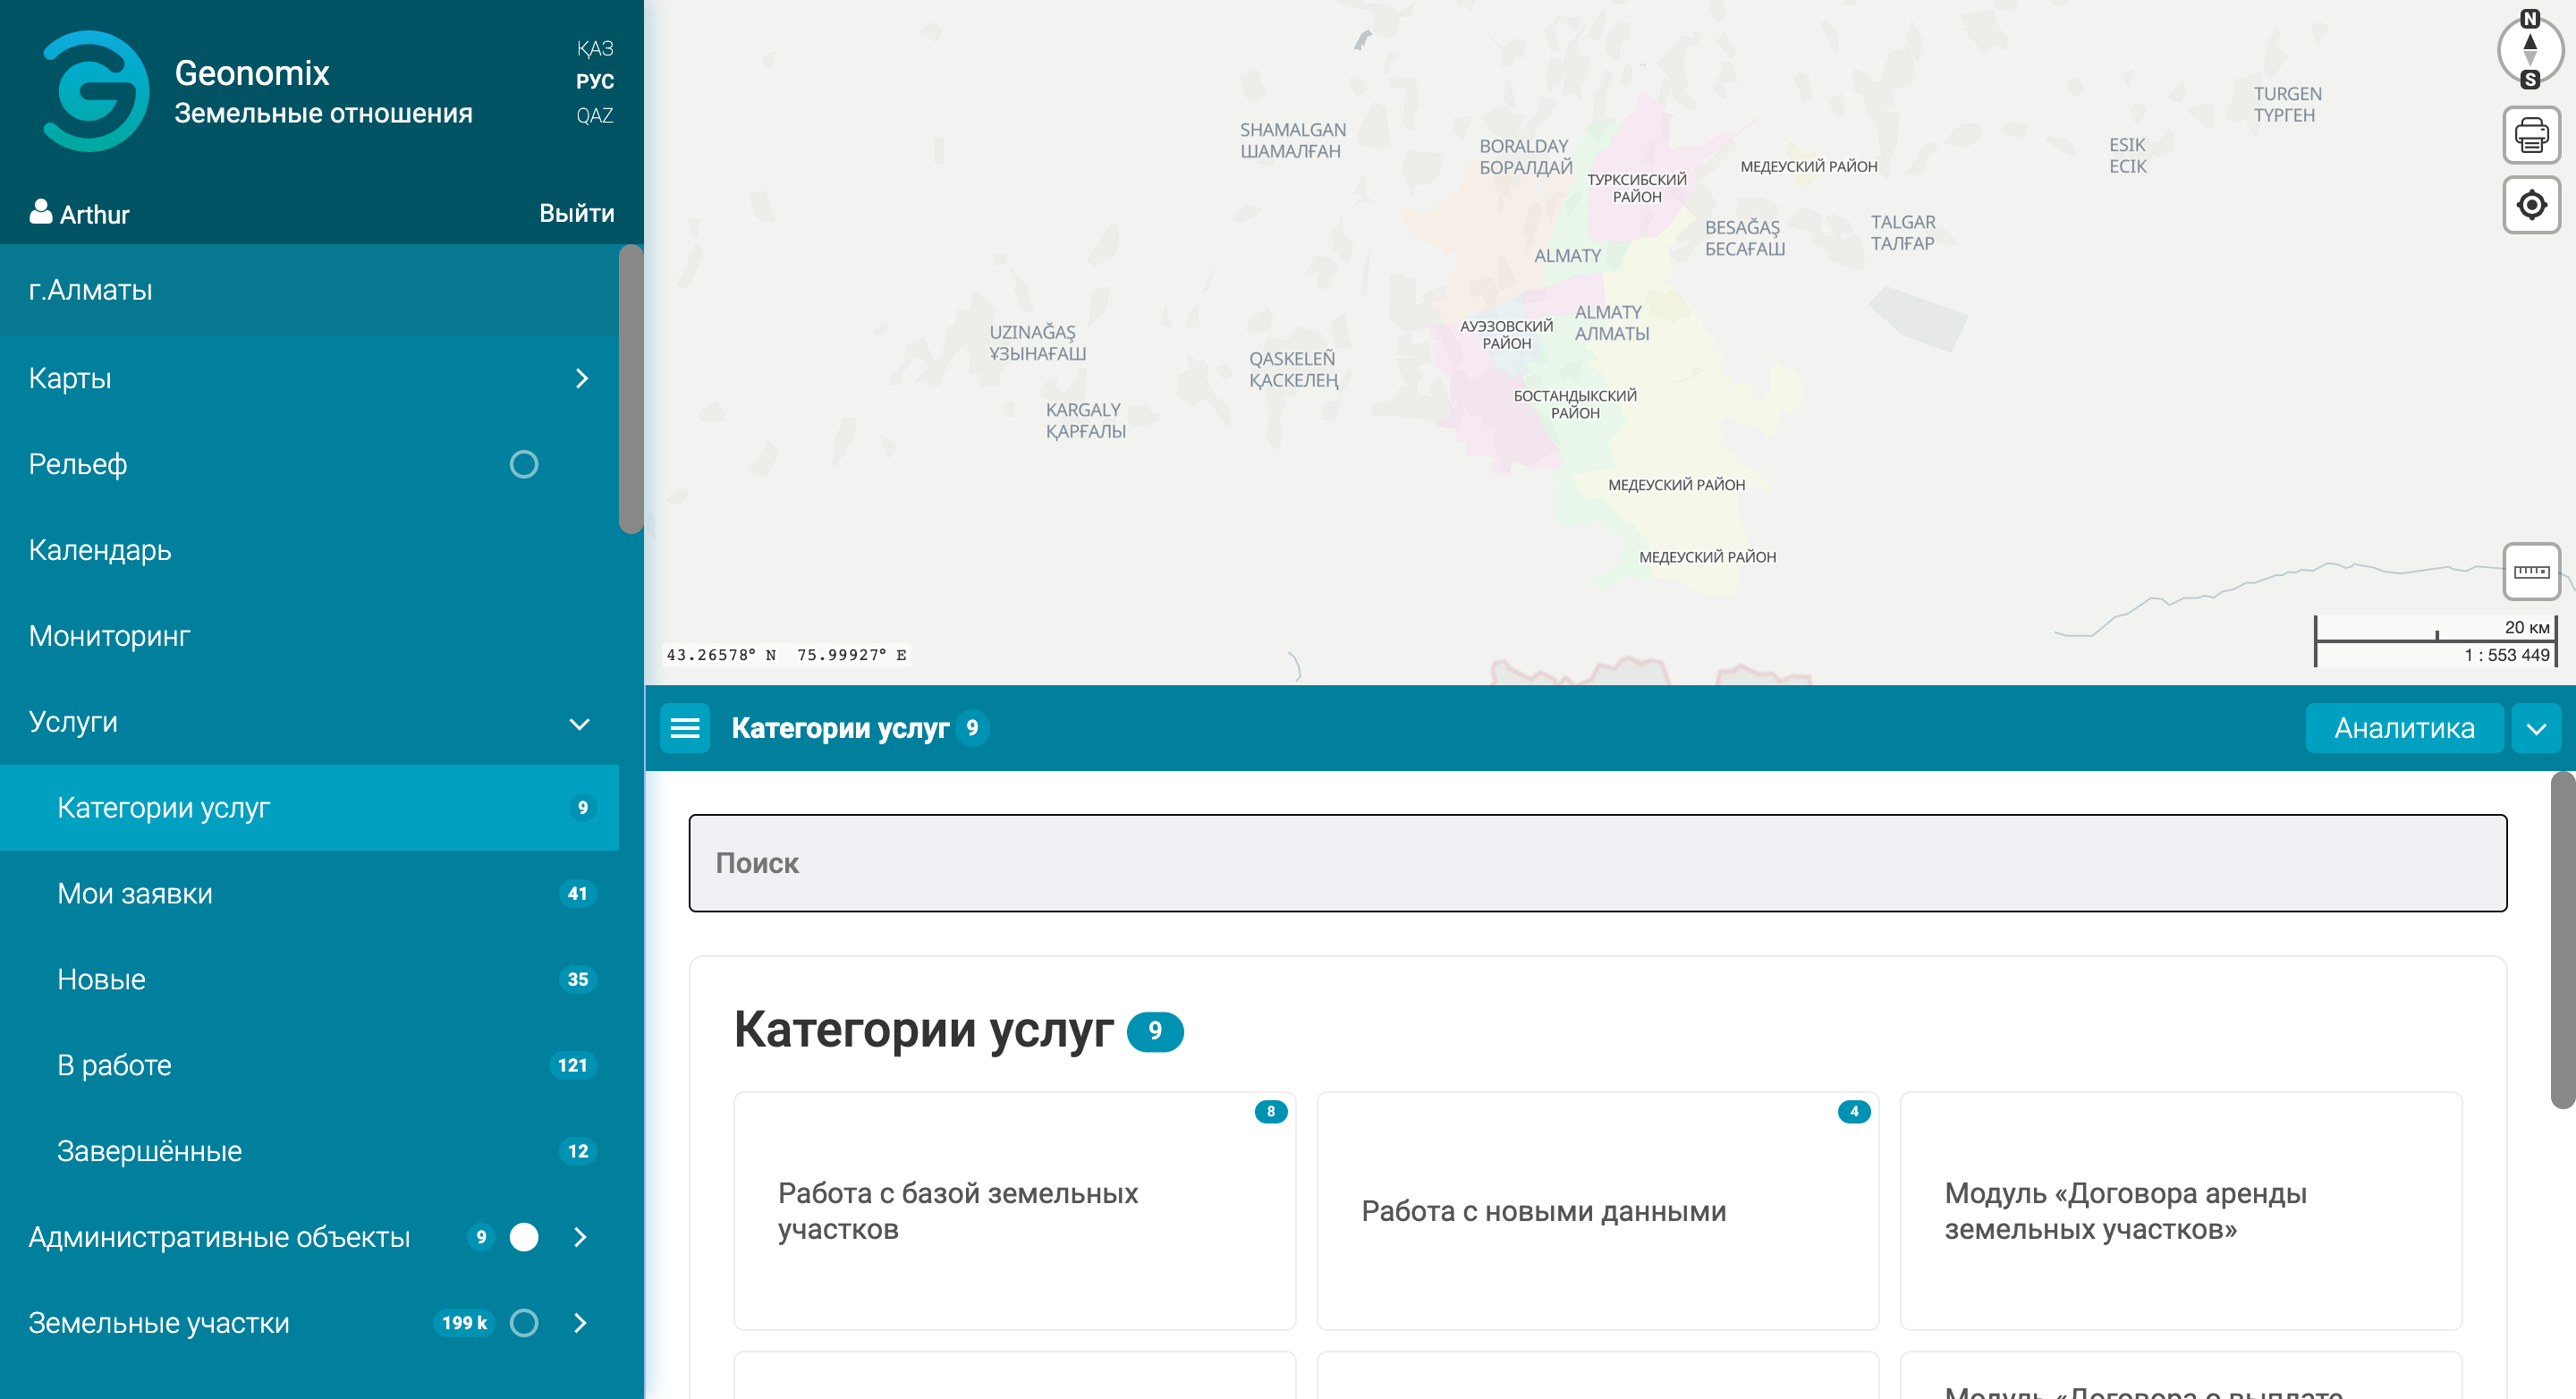 Geonomix
Земельные отношения
ҚАЗ
РУС
QAZ
Arthur
Выйти
г.Алматы
Карты
Рельеф
Календарь
Мониторинг
Услуги
Категории услуг 9
Мои заявки 41
Новые 35
В работе 121
Завершённые 12
Административные объекты 9
Земельные участки 199 k
N
S
TURGEN
ТҮРГЕН
SHAMALGAN
ШАМАЛҒАН
BORALDAY
БОРАЛДАЙ
ESIK
ЕСІК
МЕДЕУСКИЙ РАЙОН
ТУРКСИБСКИЙ
РАЙОН
BESAĞAŞ
БЕСАҒАШ
TALGAR
ТАЛҒАР
ALMATY
ALMATY
АЛМАТЫ
АУЭЗОВСКИЙ
РАЙОН
UZINAĞAŞ
ҰЗЫНАҒАШ
QASKELEÑ
ҚАСКЕЛЕҢ
БОСТАНДЫКСКИЙ
РАЙОН
KARGALY
ҚАРҒАЛЫ
МЕДЕУСКИЙ РАЙОН
МЕДЕУСКИЙ РАЙОН
20 км
1 : 553 449
43.26578° N 75.99927° E
Категории услуг 9
Аналитика
Поиск
Категории услуг 9
8
Работа с базой земельных
участков
4
Работа с новыми данными
Модуль «Договора аренды
земельных участков»
Модуль «Договора о выплате